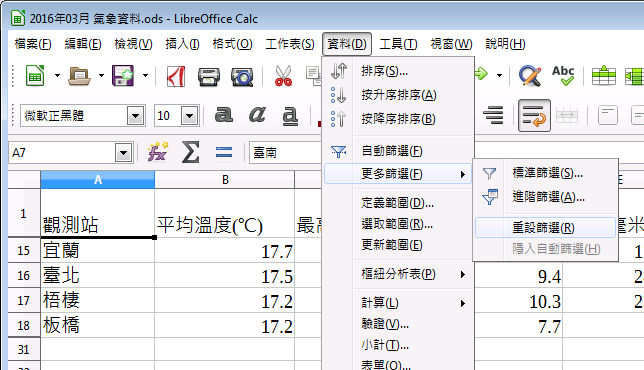 2016年03月 氣象資料.ods - LibreOffice Calc
檔案(F) 編輯(E) 檢視(V) 插入(I) 格式(O) 工作表(S) 資料(D) 工具(T) 視窗(W) 說明(H)
排序(S)...
按升序排序(A)
按降序排序(B)
自動篩選(F)
更多篩選(F)
標準篩選(S)...
進階篩選(A)...
重設篩選(R)
隱入自動篩選(H)
定義範圍(D)...
選取範圍(R)...
更新範圍(E)
樞紐分析表(P)
計算(L)
驗證(V)...
小計(T)...
表單(O)...
Abc
微軟正黑體 10 a a
A7 臺南
A B E
1 觀測站 平均溫度(℃) 最高 毫米
15 宜蘭 17.7 1
16 臺北 17.5 9.4 2
17 梧棲 17.2 10.3 2
18 板橋 17.2 7.7
31